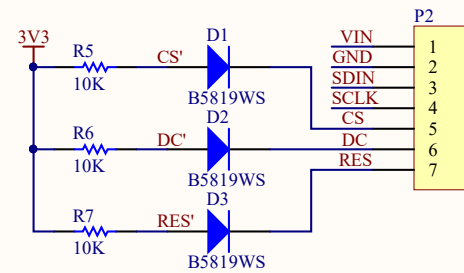 P2
3V3
D1
VIN
1
R5
CS'
GND
2
10K
B5819WS
SDIN
3
SCLK
4
D2
CS
5
R6
DC'
DC
6
10K
B5819WS
RES
7
D3
R7
RES'
10K
B5819WS